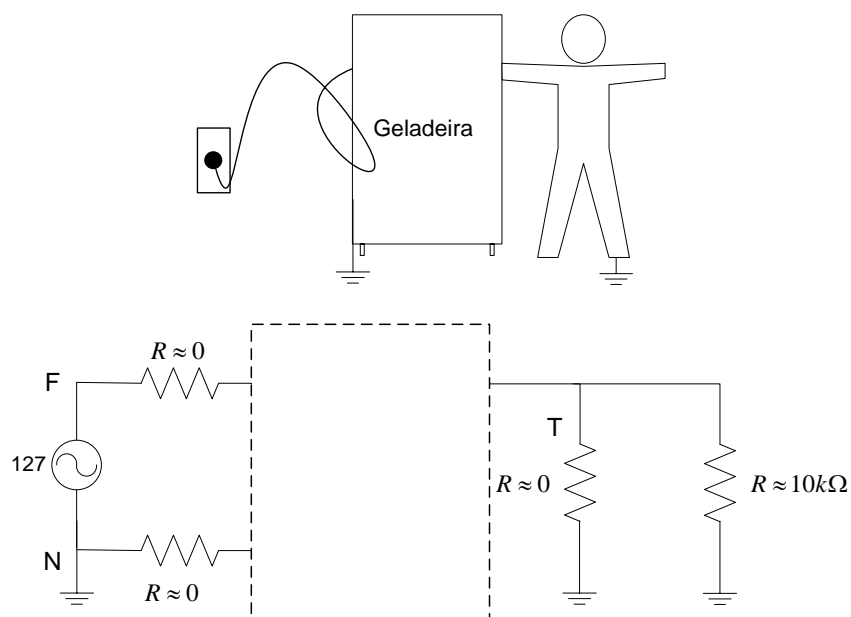 Geladeira
R ≈ 0
F
T
127
R ≈ 0
R ≈ 10kΩ
N
R ≈ 0